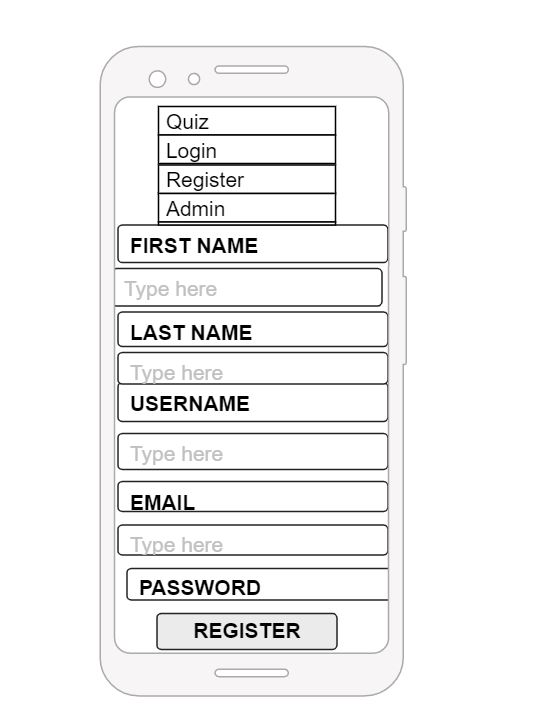 Quiz
Login
Register
Admin
FIRST NAME
Type here
LAST NAME
Type here
USERNAME
Type here
EMAIL
Type here
PASSWORD
REGISTER